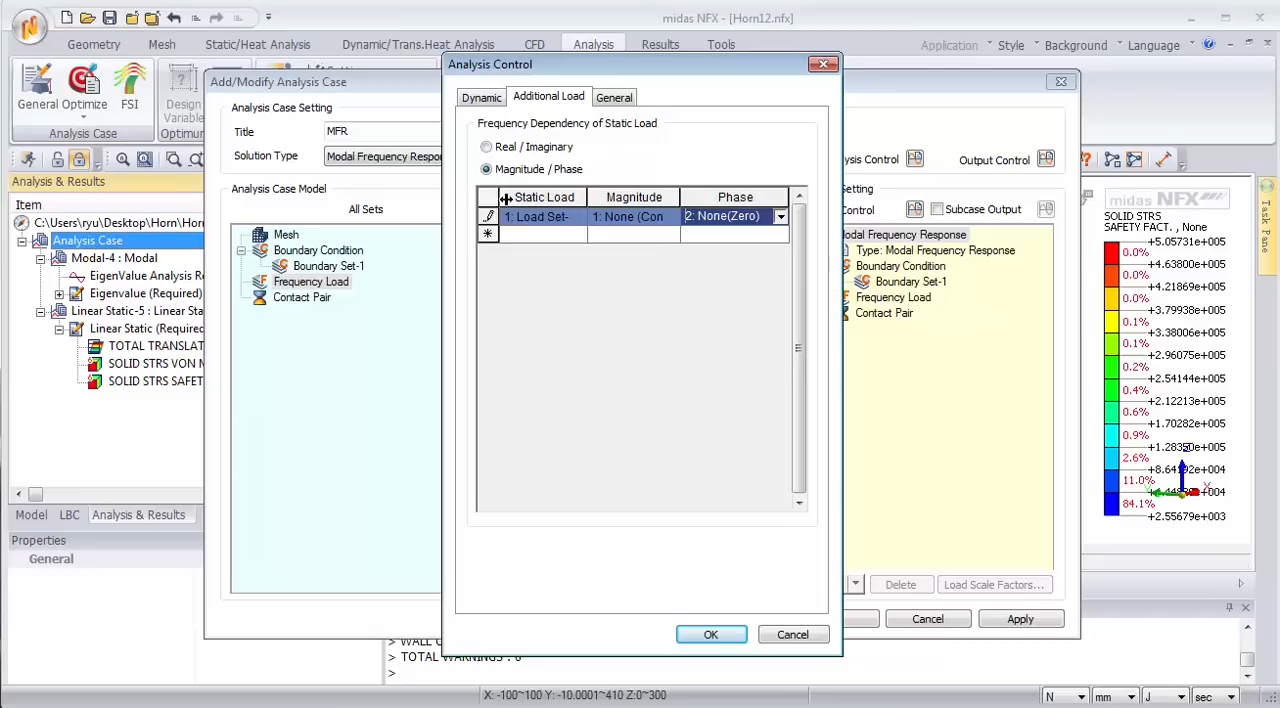 midas NFX - [Horn12.nfx]
Geometry Mesh Static/Heat Analysis Dynamic/Trans.Heat Analysis CFD Analysis Results Tools
Application Style Background Language
General Optimize FSI Design Variable
Analysis Case Optimum
Add/Modify Analysis Case
Analysis Case Setting
Title MFR
Solution Type Modal Frequency Respon
Analysis Case Model
All Sets
Mesh
Boundary Condition
Boundary Set-1
Frequency Load
Contact Pair
Analysis Control
Dynamic Additional Load General
Frequency Dependency of Static Load
Real / Imaginary
Magnitude / Phase
Static Load Magnitude Phase
1: Load Set- 1: None (Con 2: None(Zero)
OK Cancel
ysis Control Output Control
Setting
Control Subcase Output
odal Frequency Response
Type: Modal Frequency Response
Boundary Condition
Boundary Set-1
Frequency Load
Contact Pair
Delete Load Scale Factors...
Cancel Apply
Analysis & Results
Item
C:\Users\ryu\Desktop\Horn\Horn
Analysis Case
Modal-4 : Modal
EigenValue Analysis R
Eigenvalue (Required)
Linear Static-5 : Linear Sta
Linear Static (Required
TOTAL TRANSLAT
SOLID STRS VON M
SOLID STRS SAFET
Model LBC Analysis & Results
Properties
General
midas NFX
SOLID STRS
SAFETY FACT. , None
+5.05731e+005
0.0%
+4.63800e+005
0.0%
+4.21869e+005
0.0%
+3.79938e+005
0.1%
+3.38006e+005
0.1%
+2.96075e+005
0.2%
+2.54144e+005
0.4%
+2.12213e+005
0.6%
+1.70282e+005
0.9%
2.6%
11.0%
84.1%
+2.55679e+003
Task Pane
> TOTAL WARNINGS : 0
>
X: -100~100 Y: -10.0001~410 Z:0~300
N mm J sec